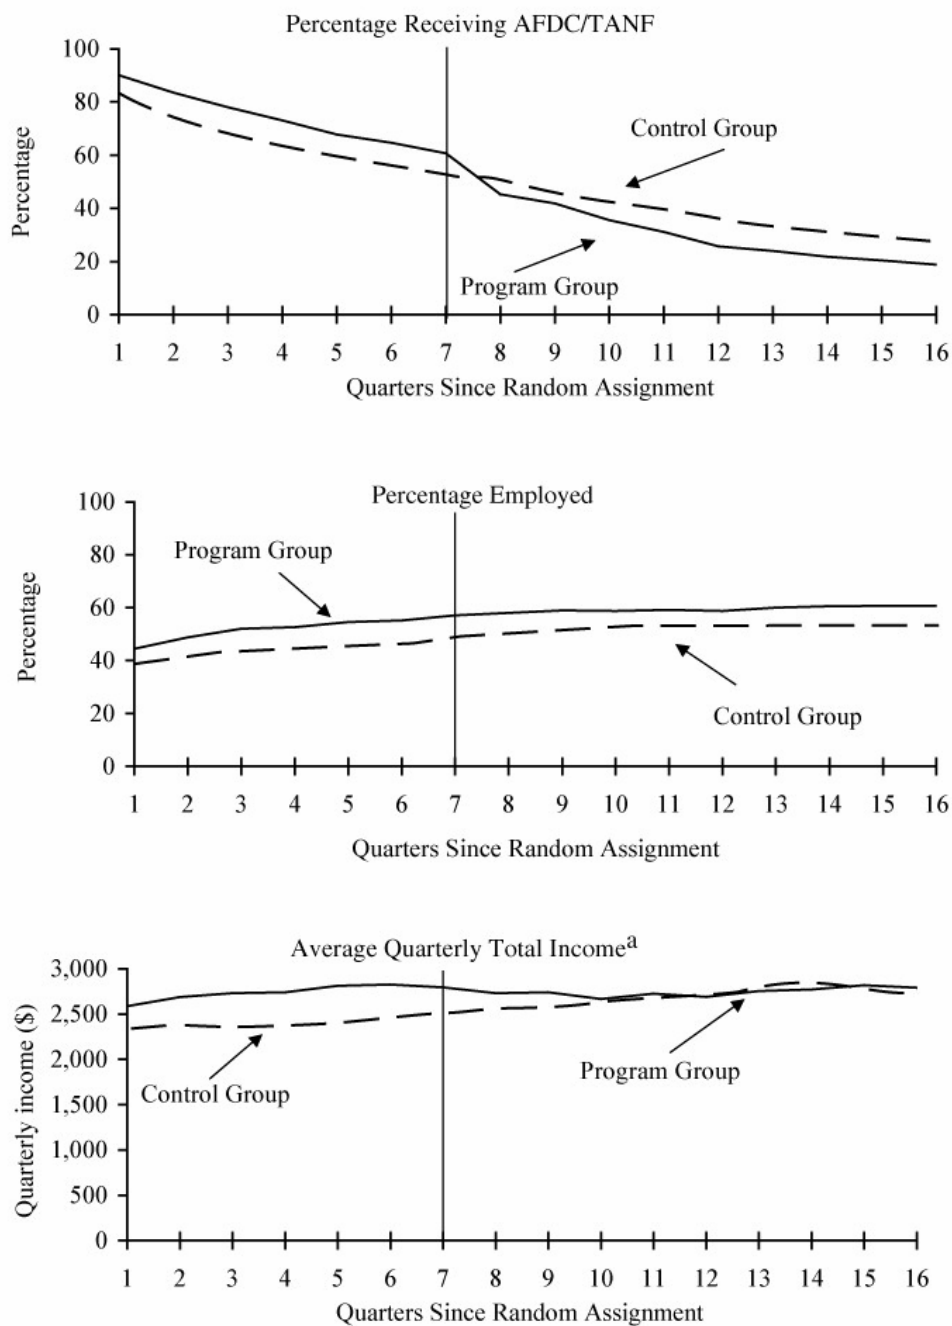 Percentage Receiving AFDC/TANF
100
80
60
40
20
0
Percentage
Control Group
Program Group
1 2 3 4 5 6 7 8 9 10 11 12 13 14 15 16
Quarters Since Random Assignment
Percentage Employed
100
80
60
40
20
0
Percentage
Program Group
Control Group
1 2 3 4 5 6 7 8 9 10 11 12 13 14 15 16
Quarters Since Random Assignment
Average Quarterly Total Incomeᵃ
3,000
2,500
2,000
1,500
1,000
500
0
Quarterly income ($)
Control Group
Program Group
1 2 3 4 5 6 7 8 9 10 11 12 13 14 15 16
Quarters Since Random Assignment